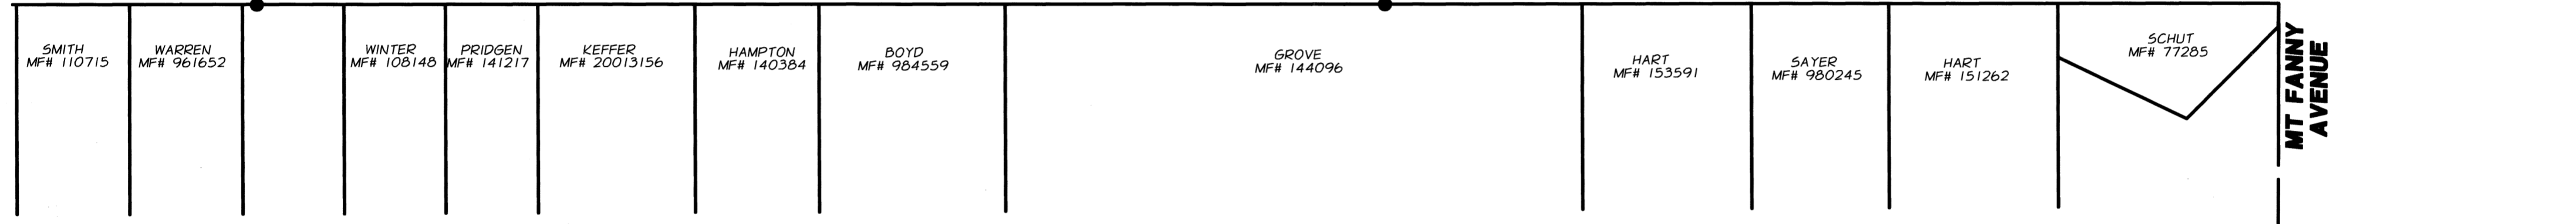 SMITH
MF# 110715
WARREN
MF# 961652
WINTER
MF# 108148
PRIDGEN
MF# 141217
KEFFER
MF# 20013156
HAMPTON
MF# 140384
BOYD
MF# 984559
GROVE
MF# 144096
HART
MF# 153591
SAYER
MF# 980245
HART
MF# 151262
SCHUT
MF# 77285
MT FANNY
AVENUE